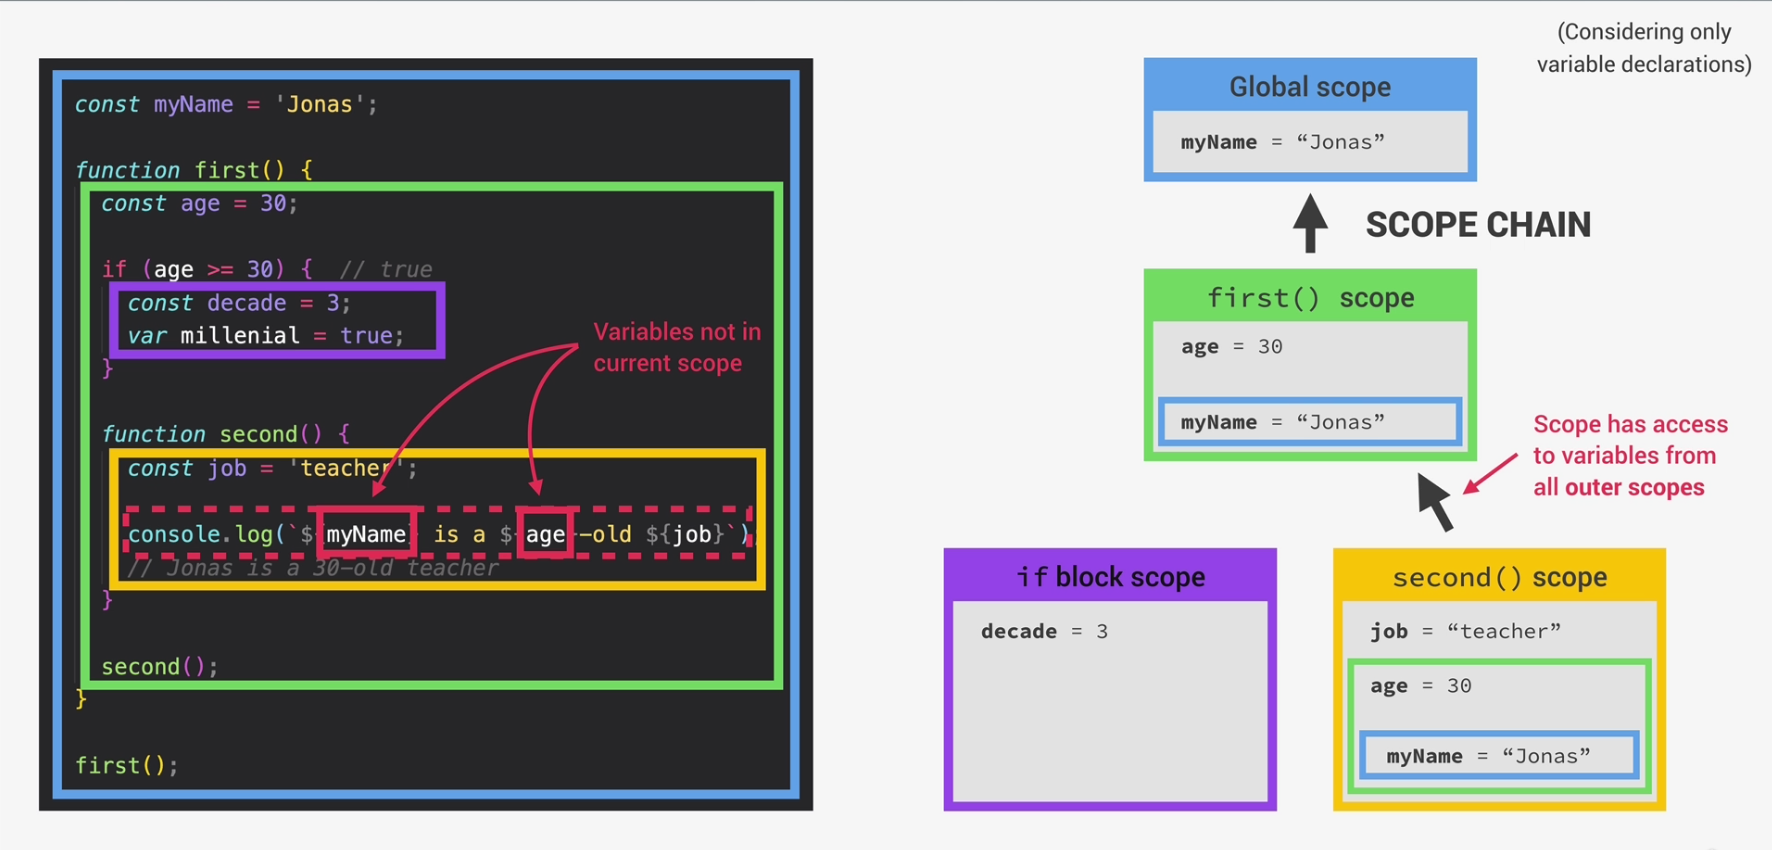 (Considering only
variable declarations)
const myName = 'Jonas';
function first() {
const age = 30;
if (age >= 30) { // true
const decade = 3;
var millenial = true;
}
function second() {
const job = 'teacher';
console.log(`${myName} is a ${age}-old ${job}`)
// Jonas is a 30-old teacher
}
second();
}
first();
Variables not in
current scope
Global scope
myName = “Jonas”
SCOPE CHAIN
first() scope
age = 30
myName = “Jonas”
Scope has access
to variables from
all outer scopes
if block scope
decade = 3
second() scope
job = “teacher”
age = 30
myName = “Jonas”